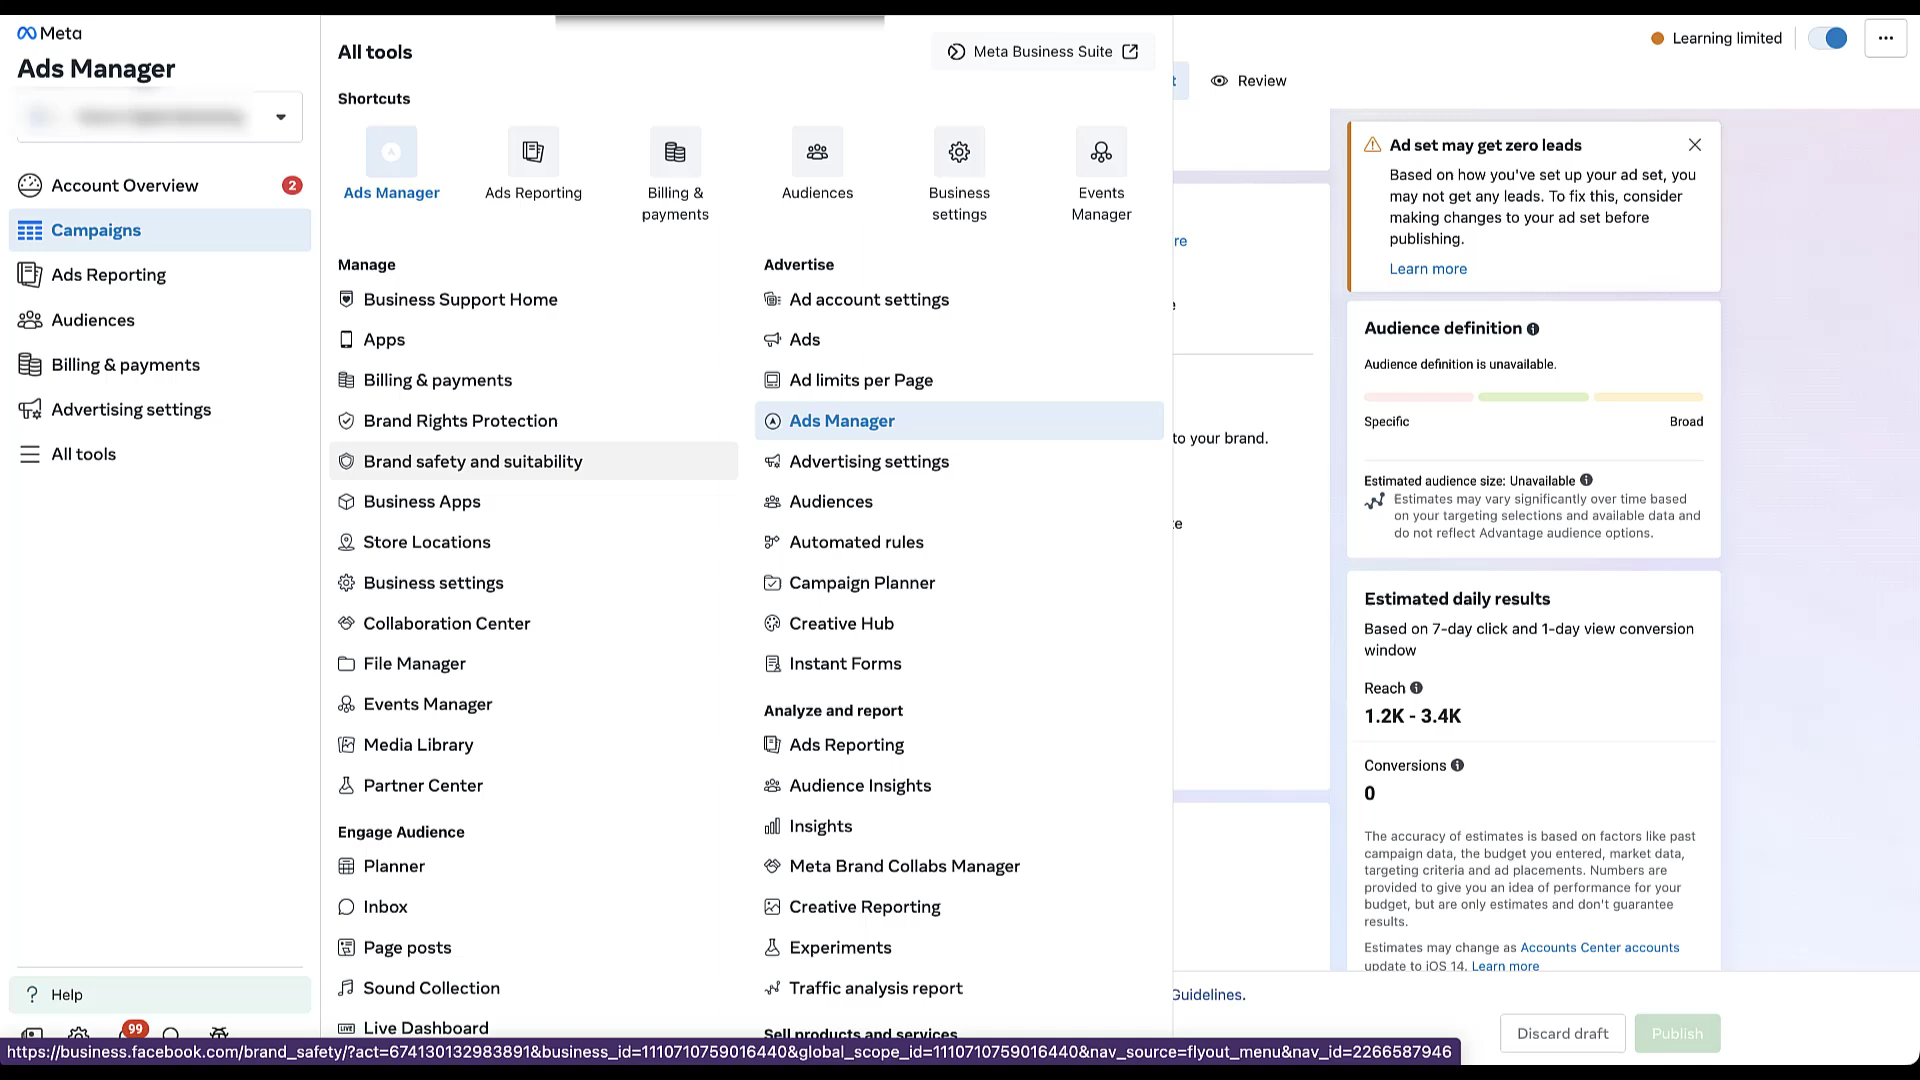 Meta
Ads Manager
Account Overview
2
Campaigns
Ads Reporting
Audiences
Billing & payments
Advertising settings
All tools
Help
99
All tools
Meta Business Suite
Shortcuts
Ads Manager
Ads Reporting
Billing &
payments
Audiences
Business
settings
Events
Manager
Manage
Business Support Home
Apps
Billing & payments
Brand Rights Protection
Brand safety and suitability
Business Apps
Store Locations
Business settings
Collaboration Center
File Manager
Events Manager
Media Library
Partner Center
Engage Audience
Planner
Inbox
Page posts
Sound Collection
Live Dashboard
Advertise
Ad account settings
Ads
Ad limits per Page
Ads Manager
Advertising settings
Audiences
Automated rules
Campaign Planner
Creative Hub
Instant Forms
Analyze and report
Ads Reporting
Audience Insights
Insights
Meta Brand Collabs Manager
Creative Reporting
Experiments
Traffic analysis report
Sell products and services
Learning limited
Review
re
to your brand.
Guidelines.
Ad set may get zero leads
Based on how you've set up your ad set, you
may not get any leads. To fix this, consider
making changes to your ad set before
publishing.
Learn more
Audience definition
Audience definition is unavailable.
Specific
Broad
Estimated audience size: Unavailable
Estimates may vary significantly over time based
on your targeting selections and available data and
do not reflect Advantage audience options.
Estimated daily results
Based on 7-day click and 1-day view conversion
window
Reach
1.2K - 3.4K
Conversions
0
The accuracy of estimates is based on factors like past
campaign data, the budget you entered, market data,
targeting criteria and ad placements. Numbers are
provided to give you an idea of performance for your
budget, but are only estimates and don't guarantee
results.
Estimates may change as Accounts Center accounts
update to iOS 14. Learn more
Discard draft
Publish
https://business.facebook.com/brand_safety/?act=674130132983891&business_id=1110710759016440&global_scope_id=1110710759016440&nav_source=flyout_menu&nav_id=2266587946